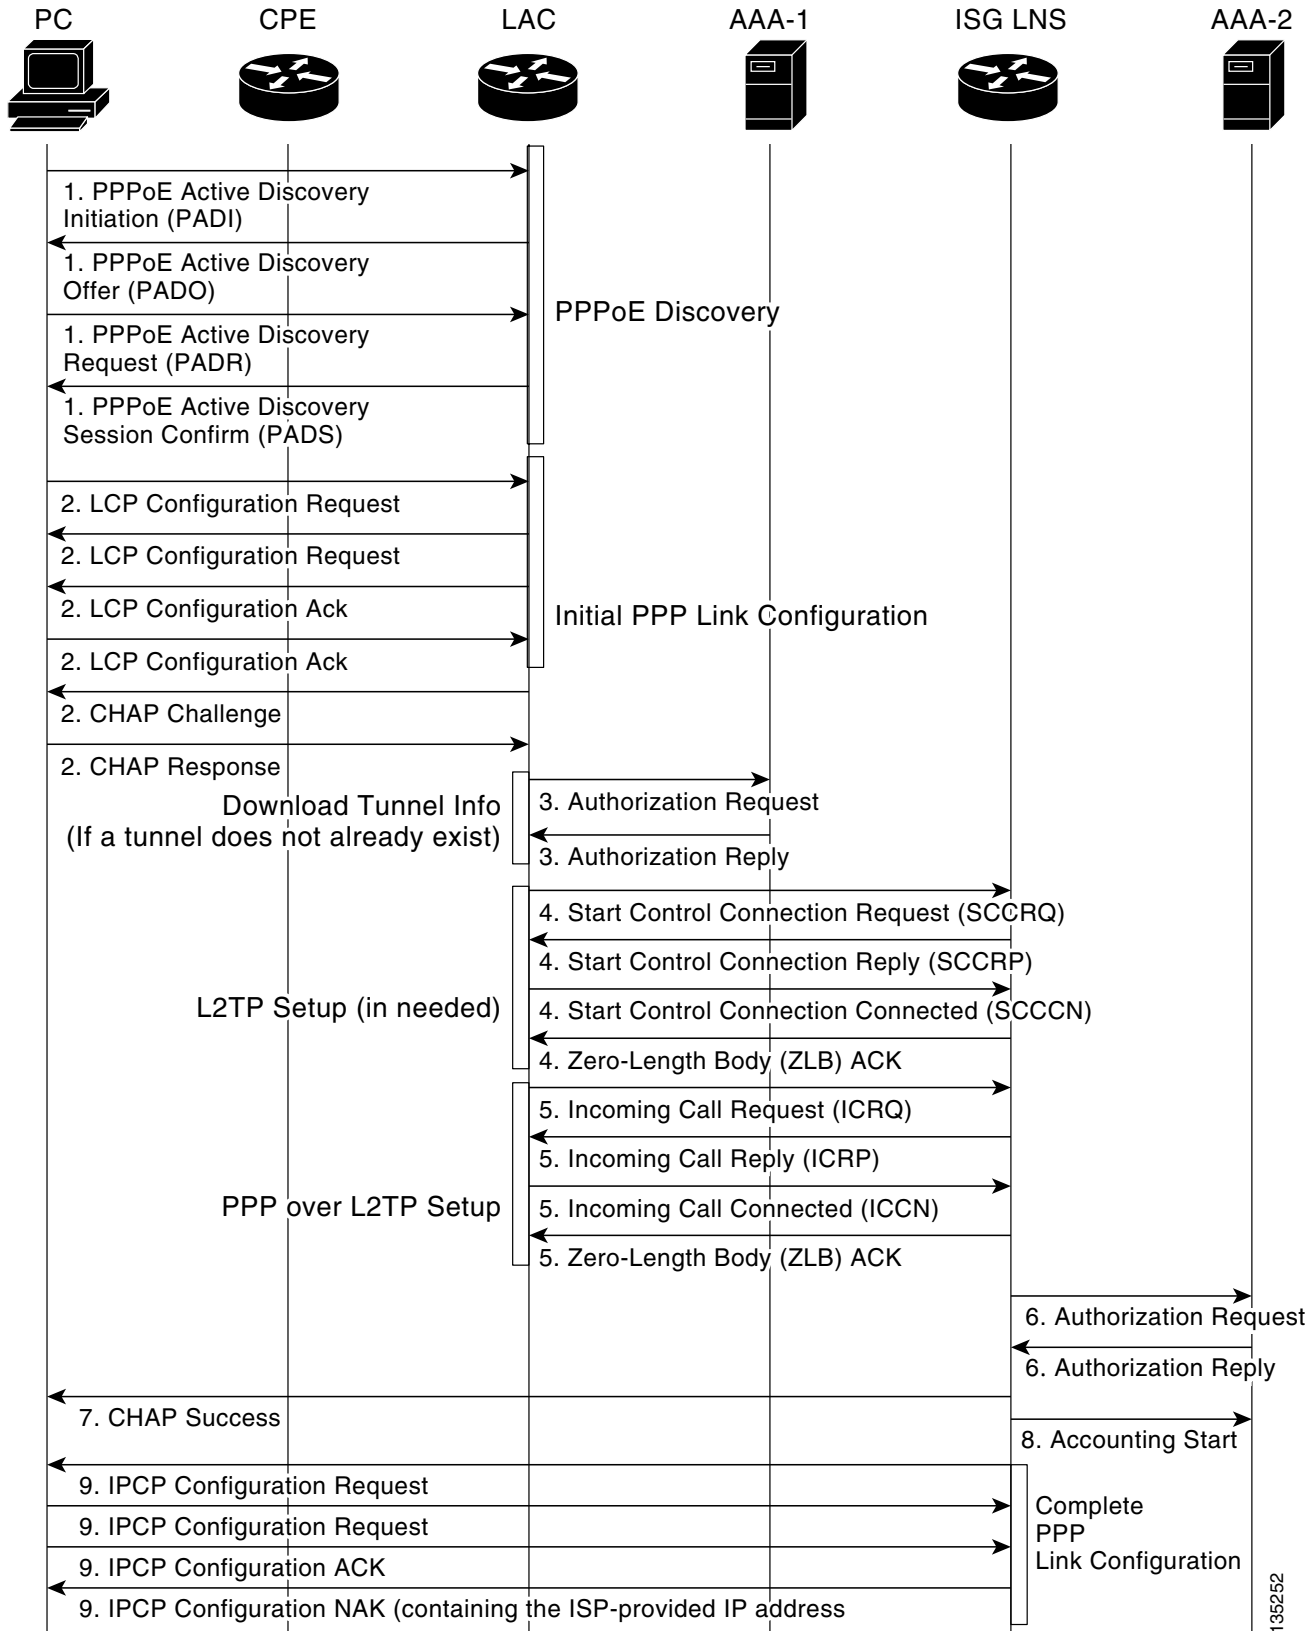 PC
CPE
LAC
AAA-1
ISG LNS
AAA-2
1. PPPoE Active Discovery
Initiation (PADI)
1. PPPoE Active Discovery
Offer (PADO)
PPPoE Discovery
1. PPPoE Active Discovery
Request (PADR)
1. PPPoE Active Discovery
Session Confirm (PADS)
2. LCP Configuration Request
2. LCP Configuration Request
2. LCP Configuration Ack
Initial PPP Link Configuration
2. LCP Configuration Ack
2. CHAP Challenge
2. CHAP Response
Download Tunnel Info
(If a tunnel does not already exist)
3. Authorization Request
3. Authorization Reply
4. Start Control Connection Request (SCCRQ)
4. Start Control Connection Reply (SCCRP)
L2TP Setup (in needed)
4. Start Control Connection Connected (SCCCN)
4. Zero-Length Body (ZLB) ACK
5. Incoming Call Request (ICRQ)
5. Incoming Call Reply (ICRP)
PPP over L2TP Setup
5. Incoming Call Connected (ICCN)
5. Zero-Length Body (ZLB) ACK
6. Authorization Request
6. Authorization Reply
7. CHAP Success
8. Accounting Start
9. IPCP Configuration Request
9. IPCP Configuration Request
9. IPCP Configuration ACK
Complete
PPP
Link Configuration
9. IPCP Configuration NAK (containing the ISP-provided IP address
135252